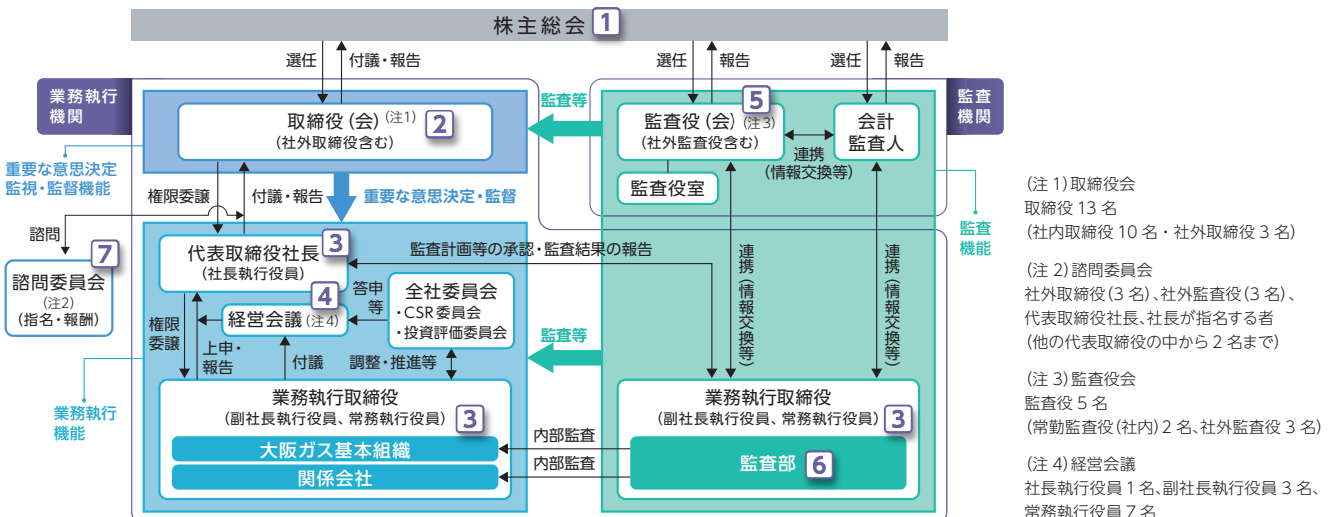 株主総会 1
選任
付議・報告
選任
報告
選任
報告
業務執行
機関
監査
機関
取締役(会)(注1) 2
(社外取締役含む)
監査等
5
監査役(会)(注3)
(社外監査役含む)
会計
監査人
連携
(情報交換等)
監査役室
重要な意思決定
監視・監督機能
権限委譲
付議・報告
重要な意思決定・監督
監査
機能
諮問
7
諮問委員会
(注2)
(指名・報酬)
代表取締役社長 3
(社長執行役員)
監査計画等の承認・監査結果の報告
4
経営会議(注4)
答申
等
全社委員会
・CSR委員会
・投資評価委員会
権限
委譲
上申・
報告
付議
調整・推進等
監査等
連携(情報交換等)
連携(情報交換等)
業務執行
機能
業務執行取締役
(副社長執行役員、常務執行役員) 3
大阪ガス基本組織
関係会社
内部監査
内部監査
業務執行取締役
(副社長執行役員、常務執行役員) 3
監査部 6
(注1)取締役会
取締役13名
(社内取締役10名・社外取締役3名)
(注2)諮問委員会
社外取締役(3名)、社外監査役(3名)、
代表取締役社長、社長が指名する者
(他の代表取締役の中から2名まで)
(注3)監査役会
監査役5名
(常勤監査役(社内)2名、社外監査役3名)
(注4)経営会議
社長執行役員1名、副社長執行役員3名、
常務執行役員7名